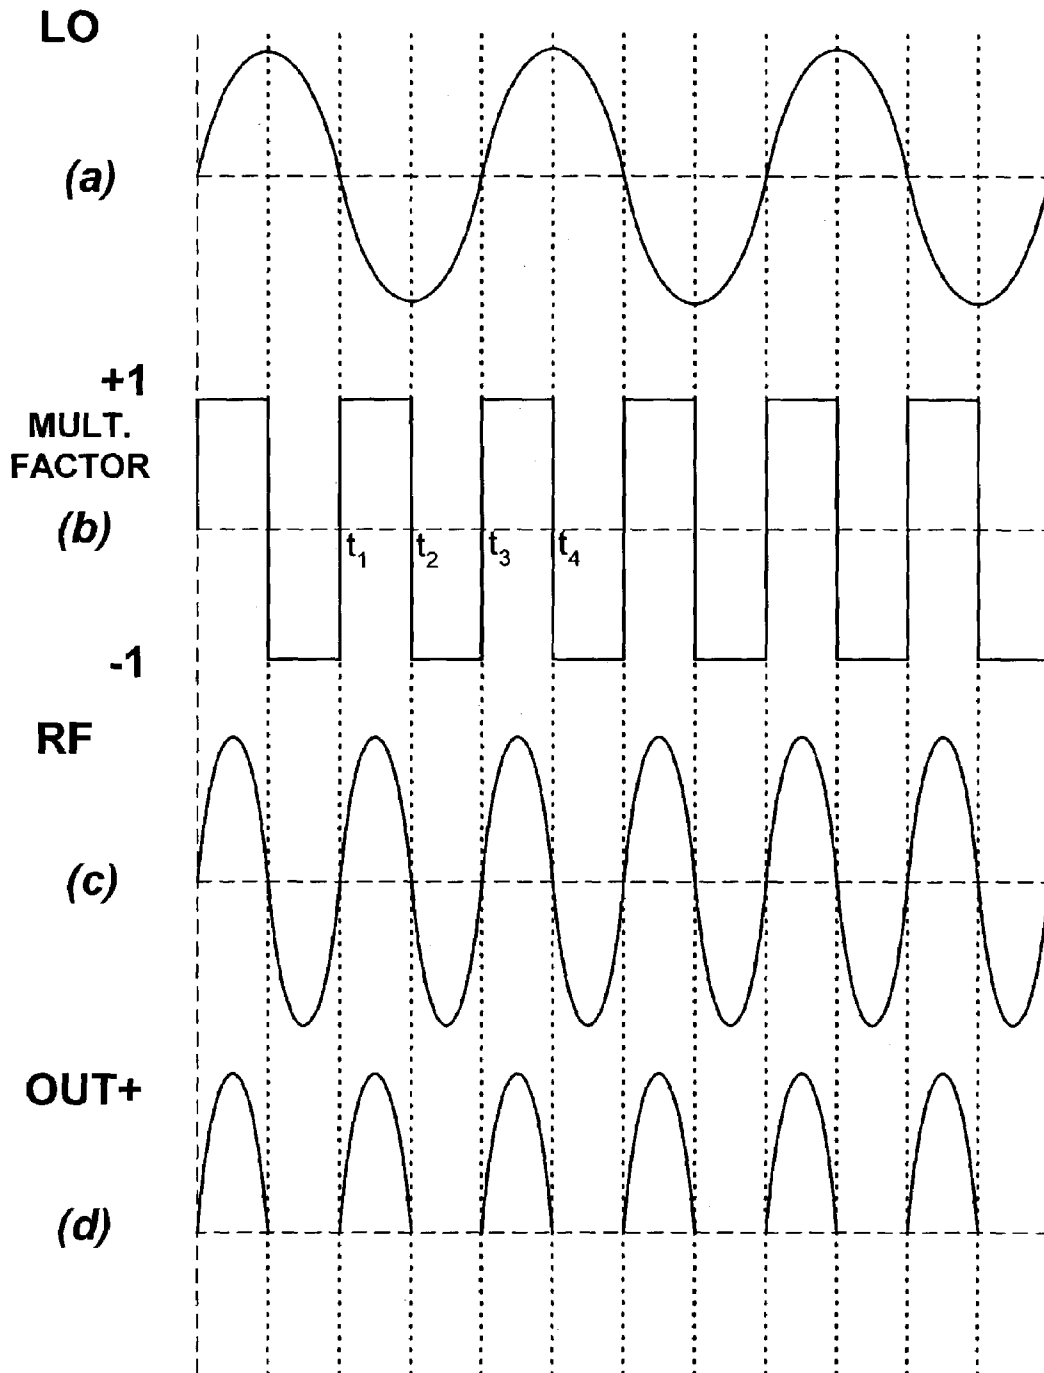 LO
(a)
+1
MULT.
FACTOR
(b)
t1 t2 t3 t4
-1
RF
(c)
OUT+
(d)